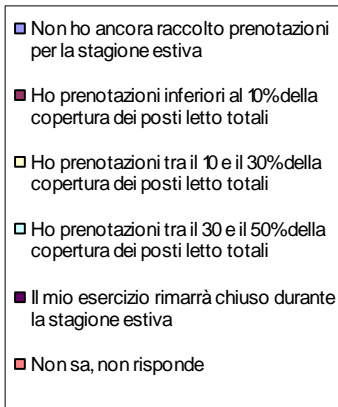 Non ho ancora raccolto prenotazioni
per la stagione estiva
Ho prenotazioni inferiori al 10% della
copertura dei posti letto totali
Ho prenotazioni tra il 10 e il 30% della
copertura dei posti letto totali
Ho prenotazioni tra il 30 e il 50% della
copertura dei posti letto totali
Il mio esercizio rimarrà chiuso durante
la stagione estiva
Non sa, non risponde